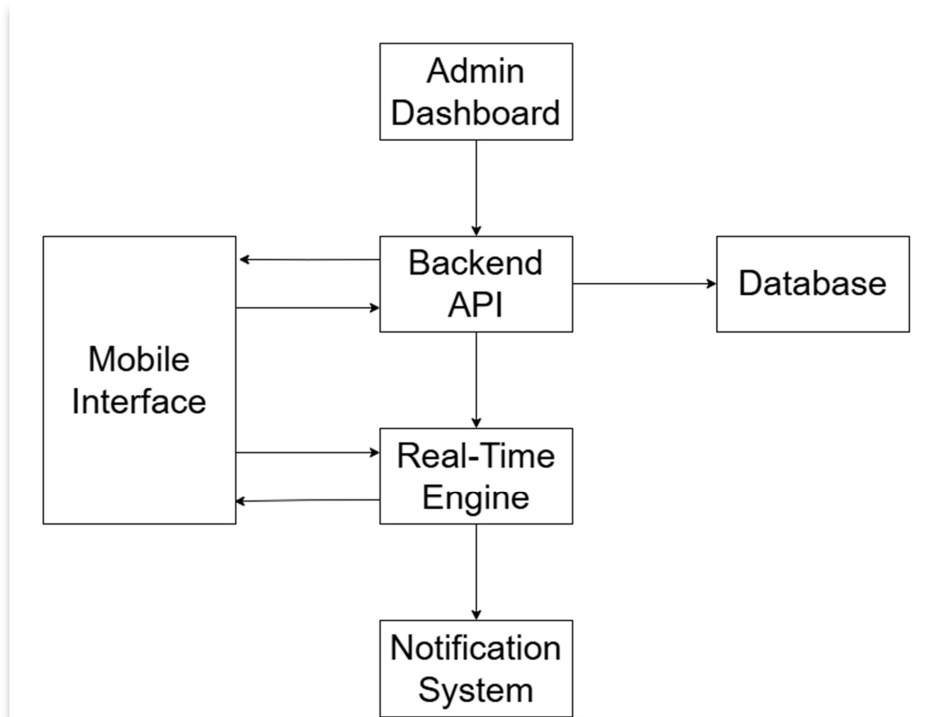 Admin
Dashboard
Backend
API
Database
Mobile
Interface
Real-Time
Engine
Notification
System